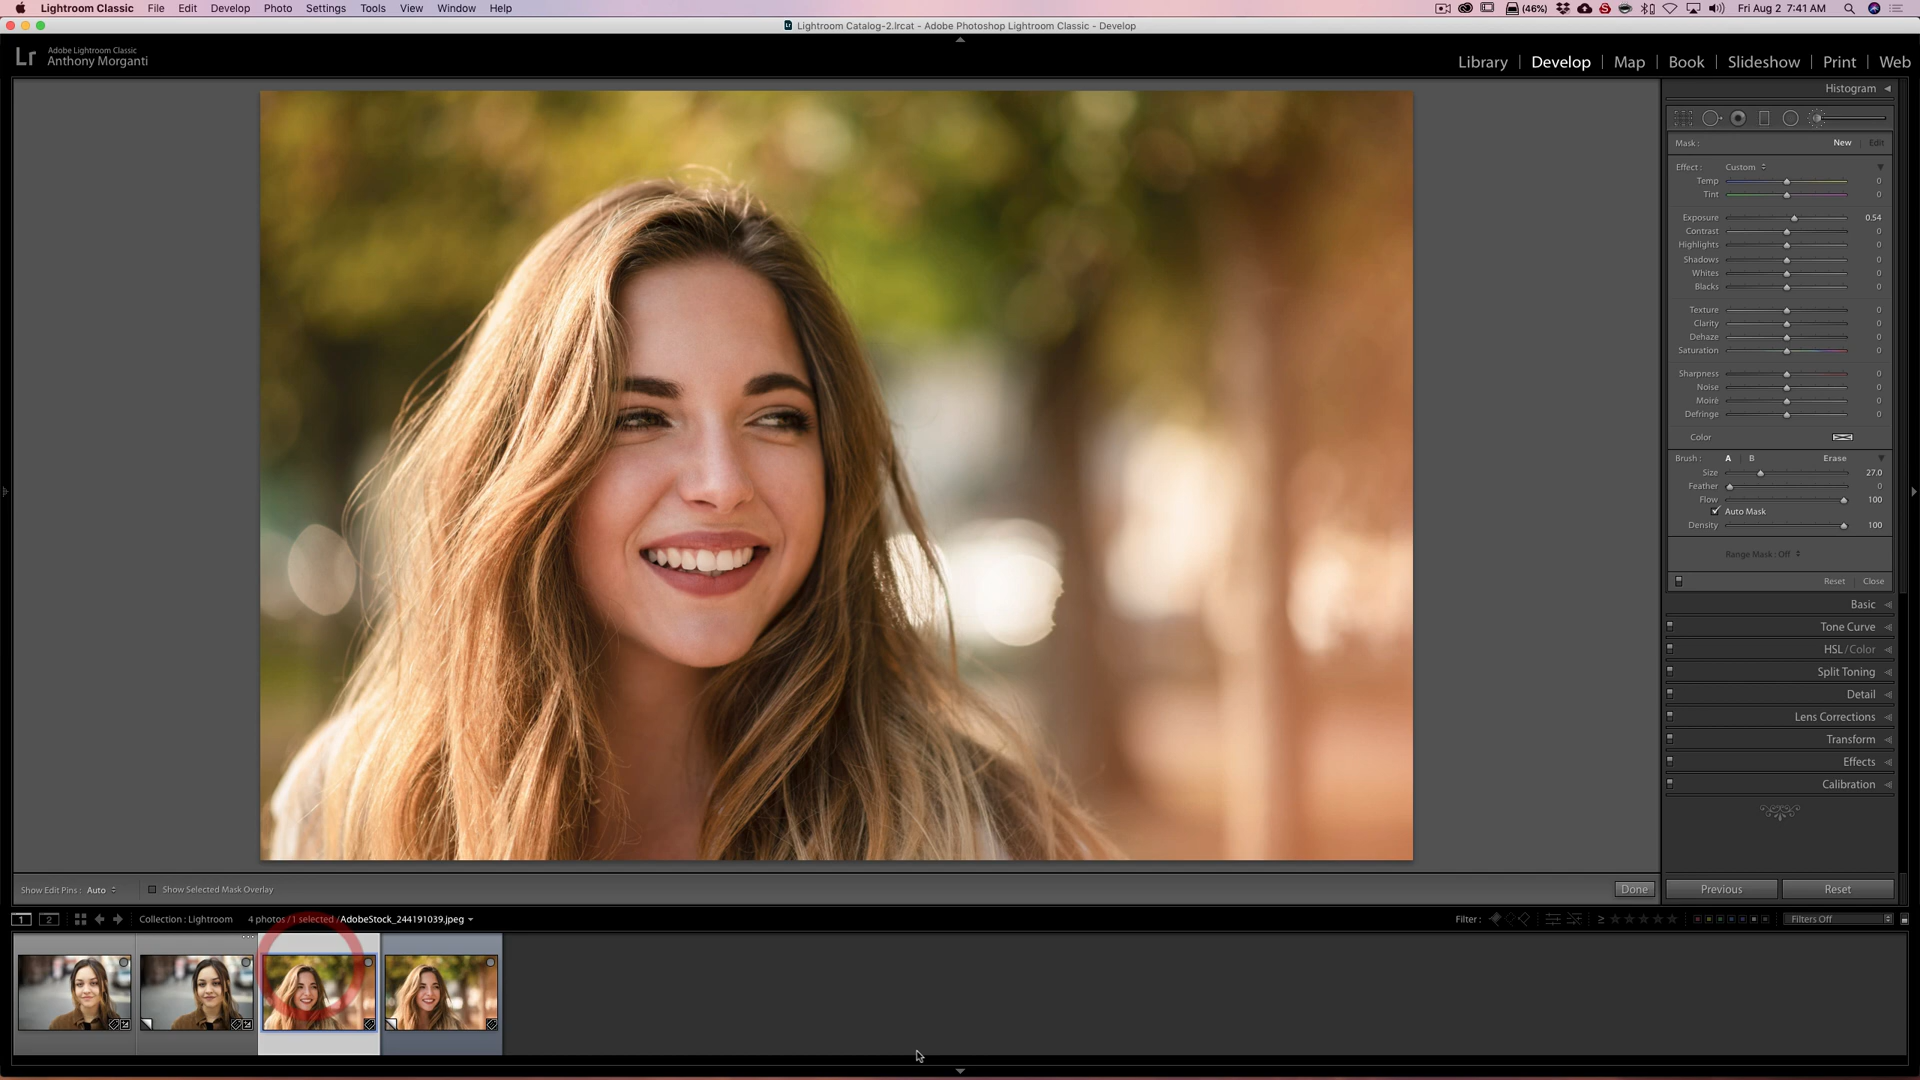 Lightroom Classic File Edit Develop Photo Settings Tools View Window Help (46%) Fri Aug 2 7:41 AM
Lightroom Catalog-2.lrcat - Adobe Photoshop Lightroom Classic - Develop
Lr Adobe Lightroom Classic
Anthony Morganti
Library | Develop | Map | Book | Slideshow | Print | Web
Histogram
Mask : New Edit
Effect : Custom
Temp 0
Tint 0
Exposure 0.54
Contrast 0
Highlights 0
Shadows 0
Whites 0
Blacks 0
Texture 0
Clarity 0
Dehaze 0
Saturation 0
Sharpness 0
Noise 0
Moiré 0
Defringe 0
Color
Brush : A B Erase
Size 27.0
Feather 0
Flow 100
Auto Mask
Density 100
Range Mask : Off
Reset Close
Basic
Tone Curve
HSL / Color
Split Toning
Detail
Lens Corrections
Transform
Effects
Calibration
Show Edit Pins : Auto Show Selected Mask Overlay Done Previous Reset
1 2 Collection : Lightroom 4 photos / 1 selected / AdobeStock_244191039.jpeg Filter : Filters Off